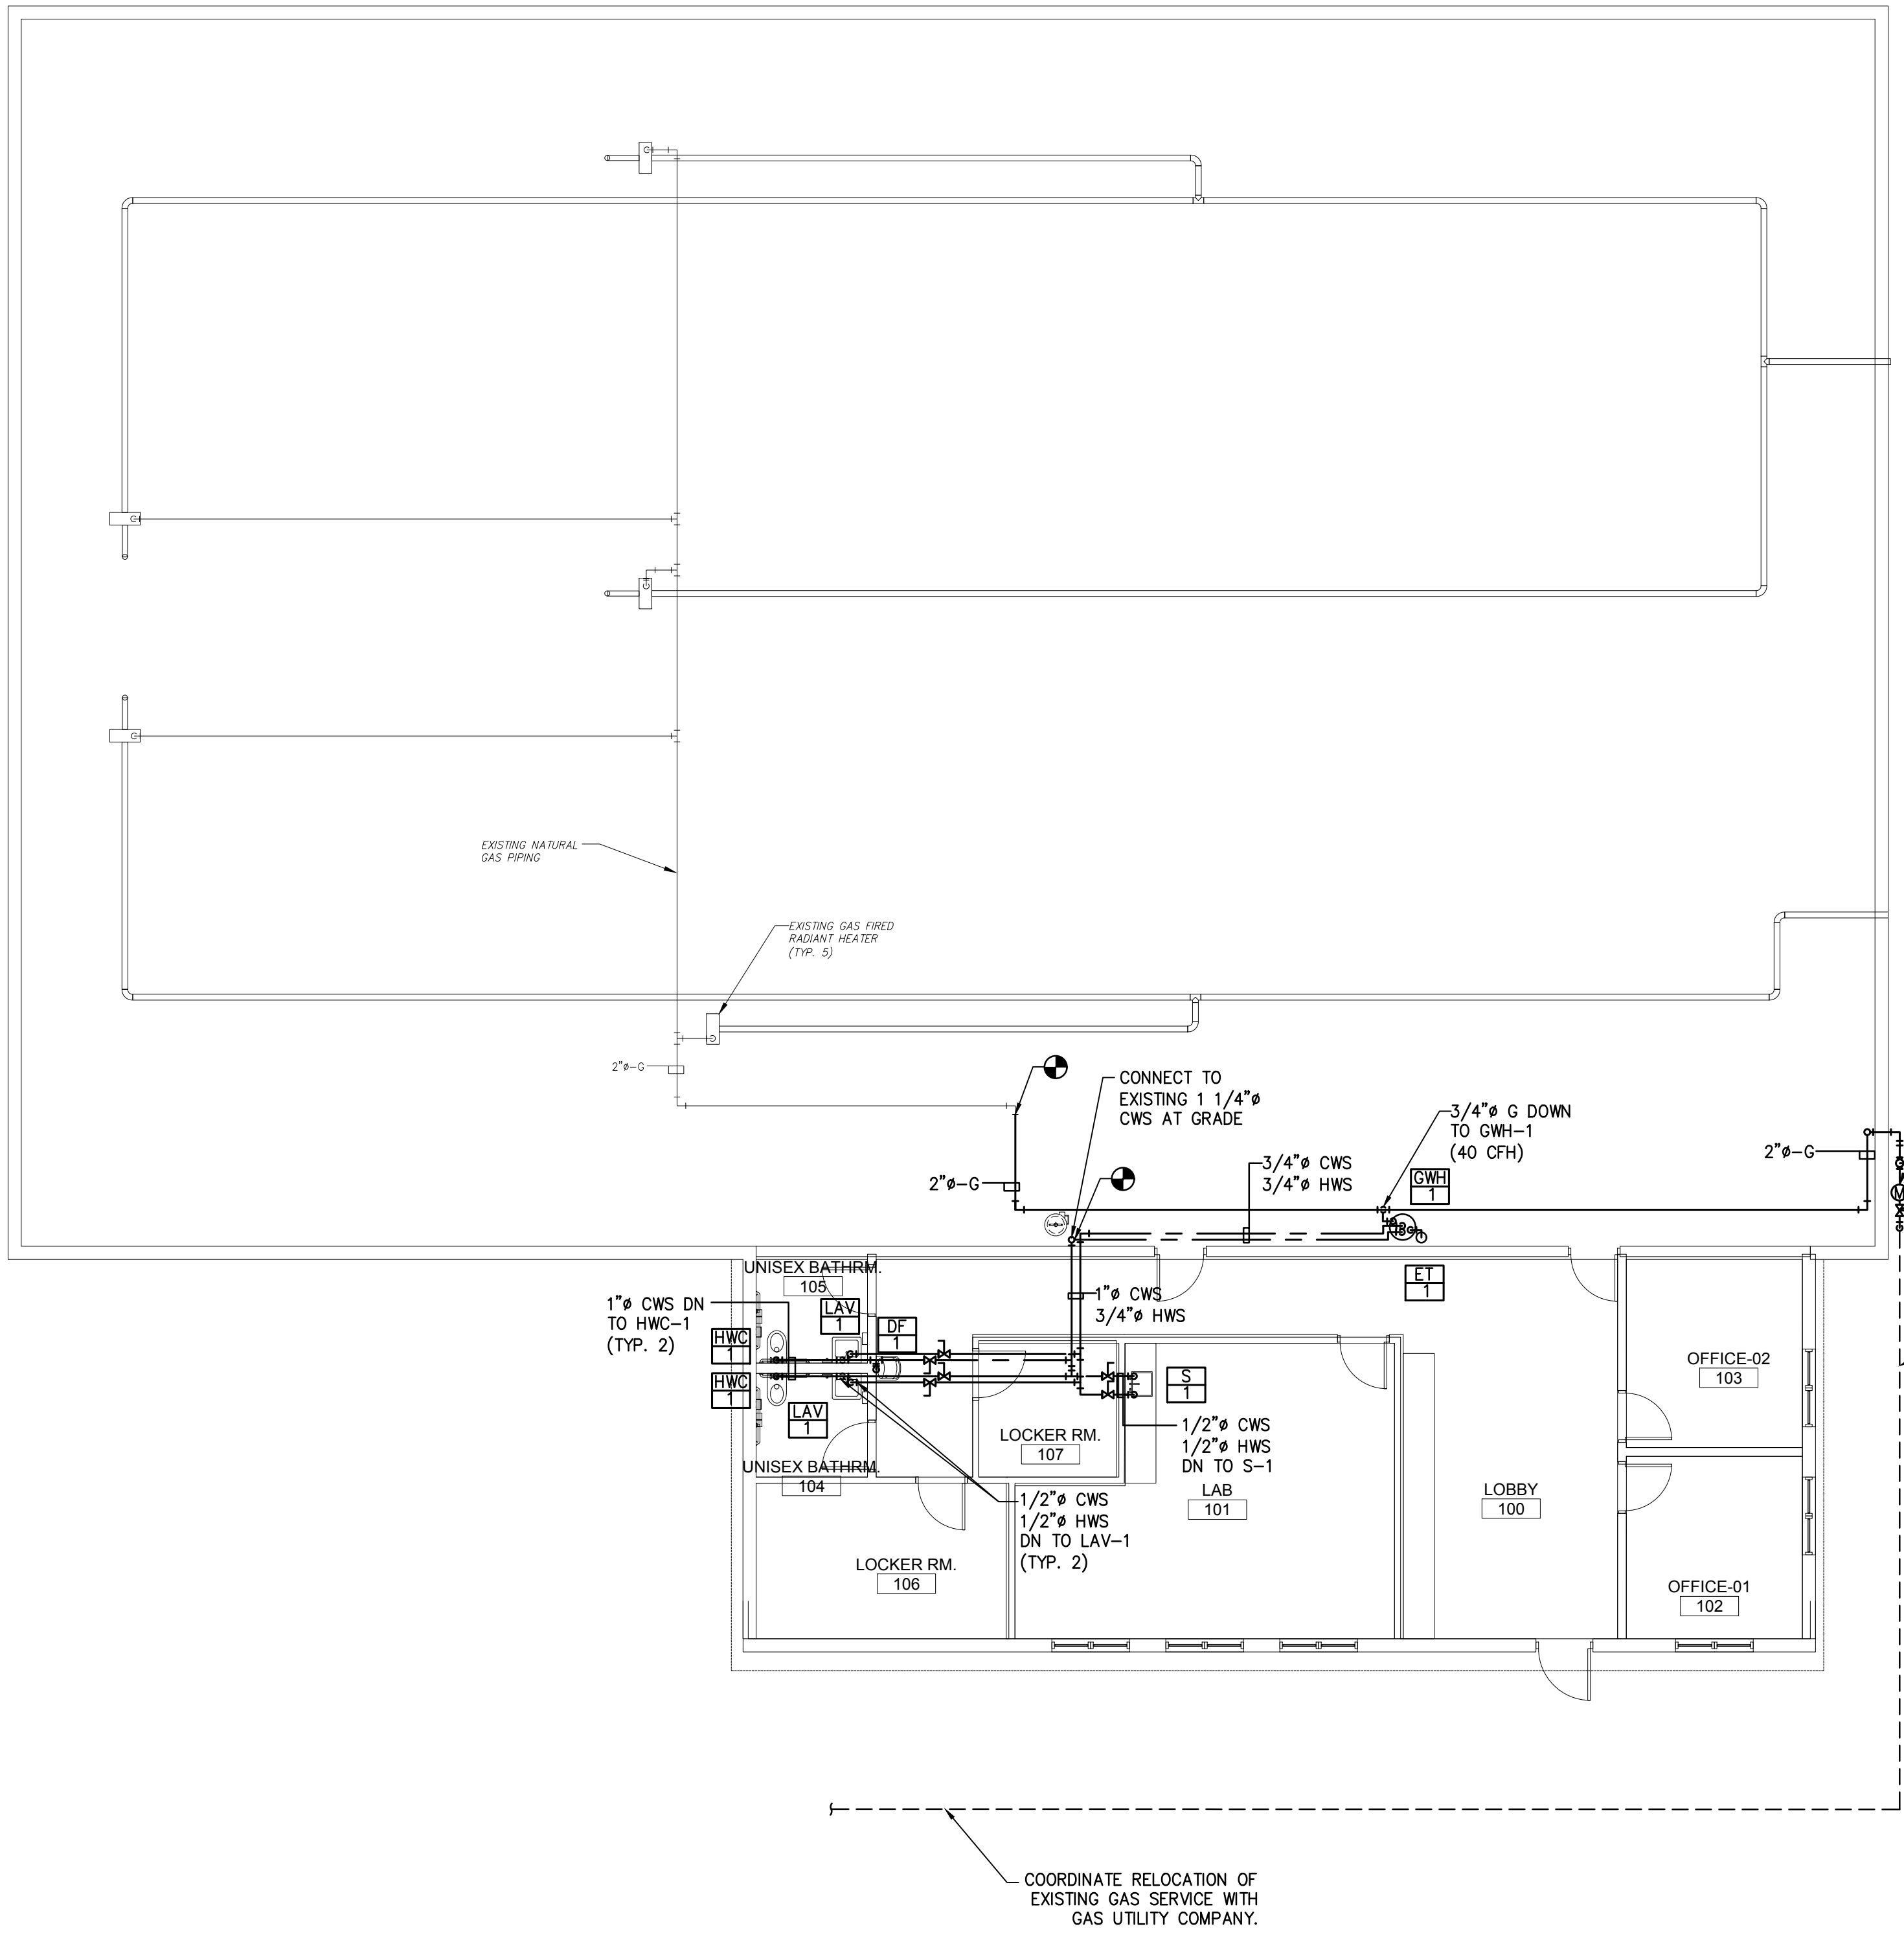 EXISTING NATURAL
GAS PIPING
EXISTING GAS FIRED
RADIANT HEATER
(TYP. 5)
2"ø-G
CONNECT TO
EXISTING 1 1/4"ø
CWS AT GRADE
3/4"ø G DOWN
TO GWH-1
(40 CFH)
2"ø-G
3/4"ø CWS
3/4"ø HWS
GWH
1
2"ø-G
M
UNISEX BATHRM.
105
ET
1
1"ø CWS
3/4"ø HWS
1"ø CWS DN
TO HWC-1
(TYP. 2)
LAV
1
DF
1
HWC
1
HWC
1
S
1
OFFICE-02
103
LAV
1
LOCKER RM.
107
1/2"ø CWS
1/2"ø HWS
DN TO S-1
UNISEX BATHRM.
104
LAB
101
LOBBY
100
1/2"ø CWS
1/2"ø HWS
DN TO LAV-1
(TYP. 2)
LOCKER RM.
106
OFFICE-01
102
COORDINATE RELOCATION OF
EXISTING GAS SERVICE WITH
GAS UTILITY COMPANY.